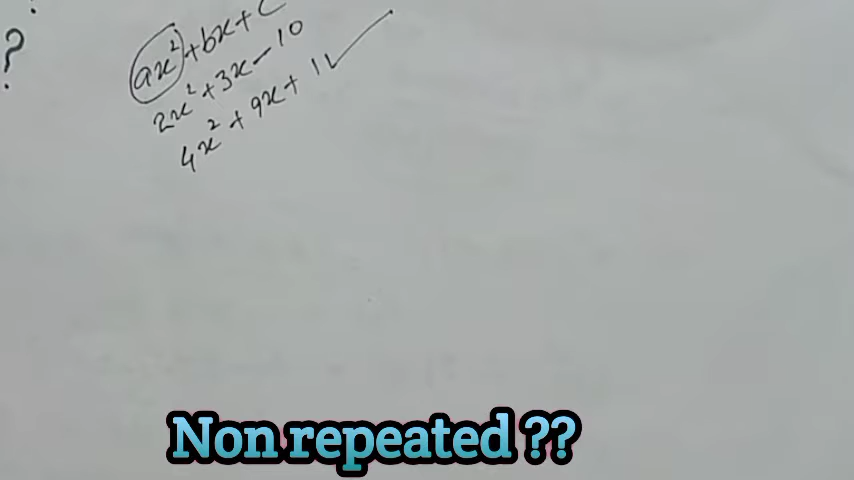 ?
ax² + bx + c
2x² + 3x - 10
4x² + 9x + 11
Non repeated ??